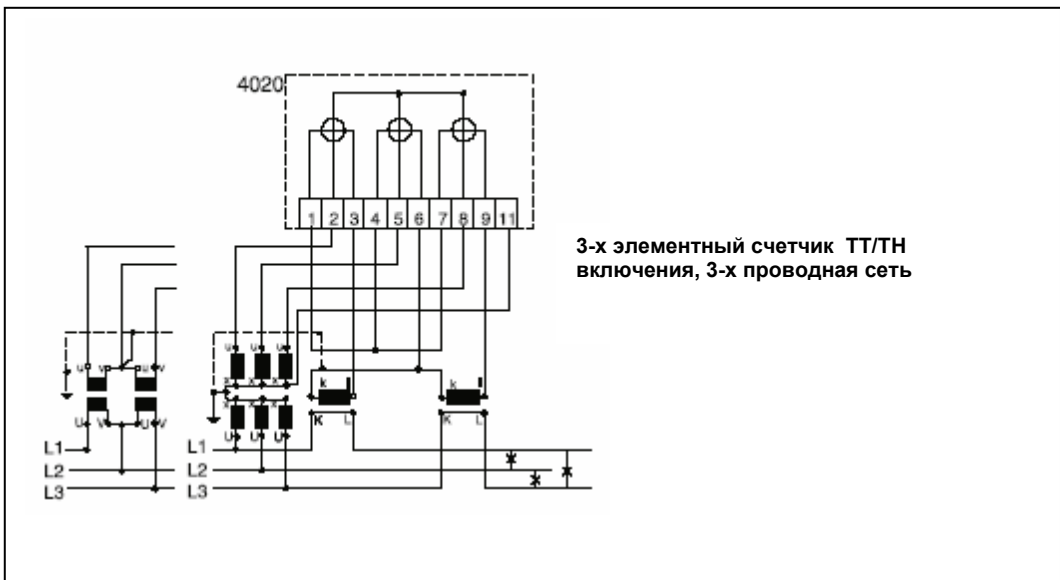 4020
1 2 3 4 5 6 7 8 9 11
3-х элементный счетчик ТТ/ТН
включения, 3-х проводная сеть
u v u v
u u u
x x x
k l k l
x x x
U V U V
U U U
K L K L
L1 L1
L2 L2
L3 L3